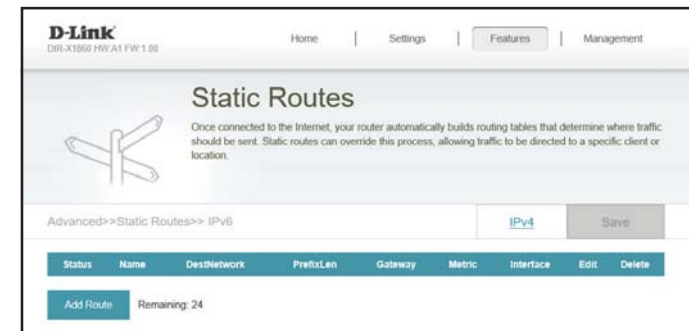 D-Link
DIR-X1860 HW:A1 FW:1.00
Home | Settings | Features | Management
Static Routes
Once connected to the Internet, your router automatically builds routing tables that determine where traffic
should be sent. Static routes can override this process, allowing traffic to be directed to a specific client or
location.
Advanced>>Static Routes>> IPv6
IPv4
Save
Status Name DestNetwork PrefixLen Gateway Metric Interface Edit Delete
Add Route
Remaining: 24